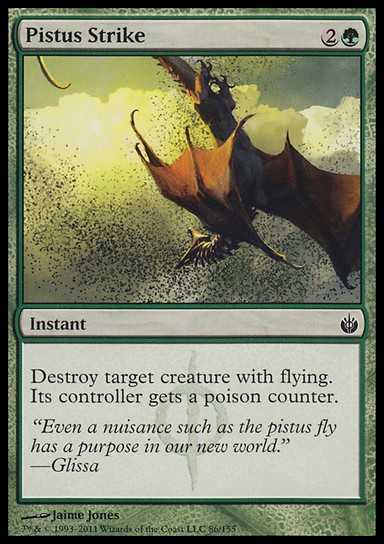 Pistus Strike 2
Instant
Destroy target creature with flying.
Its controller gets a poison counter.
“Even a nuisance such as the pistus fly
has a purpose in our new world.”
—Glissa
Jaime Jones
™ & © 1993–2011 Wizards of the Coast LLC 86/155